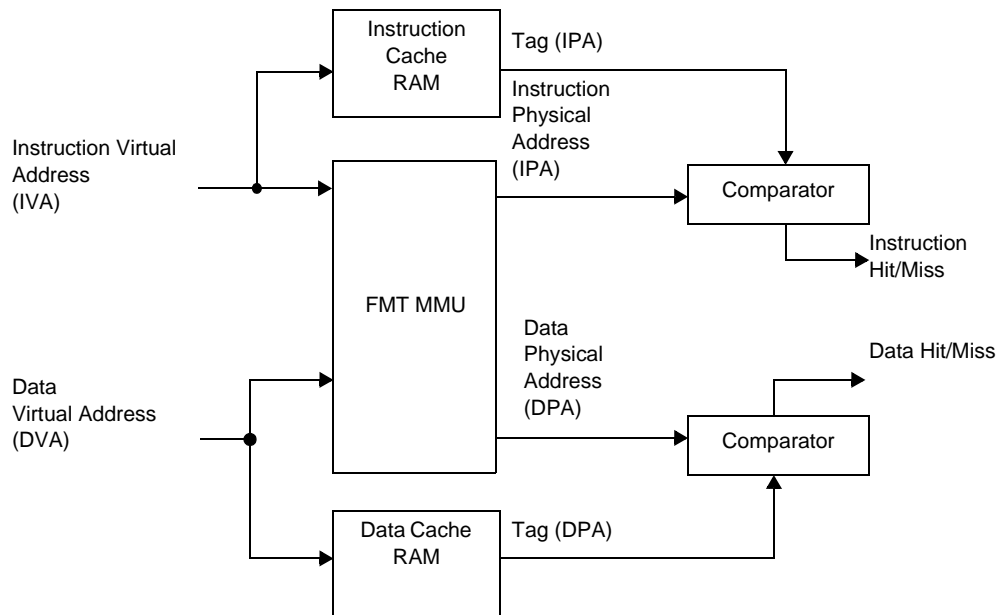 Instruction
Cache
RAM
Tag (IPA)
Instruction
Physical
Address
(IPA)
Instruction Virtual
Address
(IVA)
Comparator
Instruction
Hit/Miss
FMT MMU
Data
Physical
Address
(DPA)
Data Hit/Miss
Data
Virtual Address
(DVA)
Comparator
Data Cache
RAM
Tag (DPA)